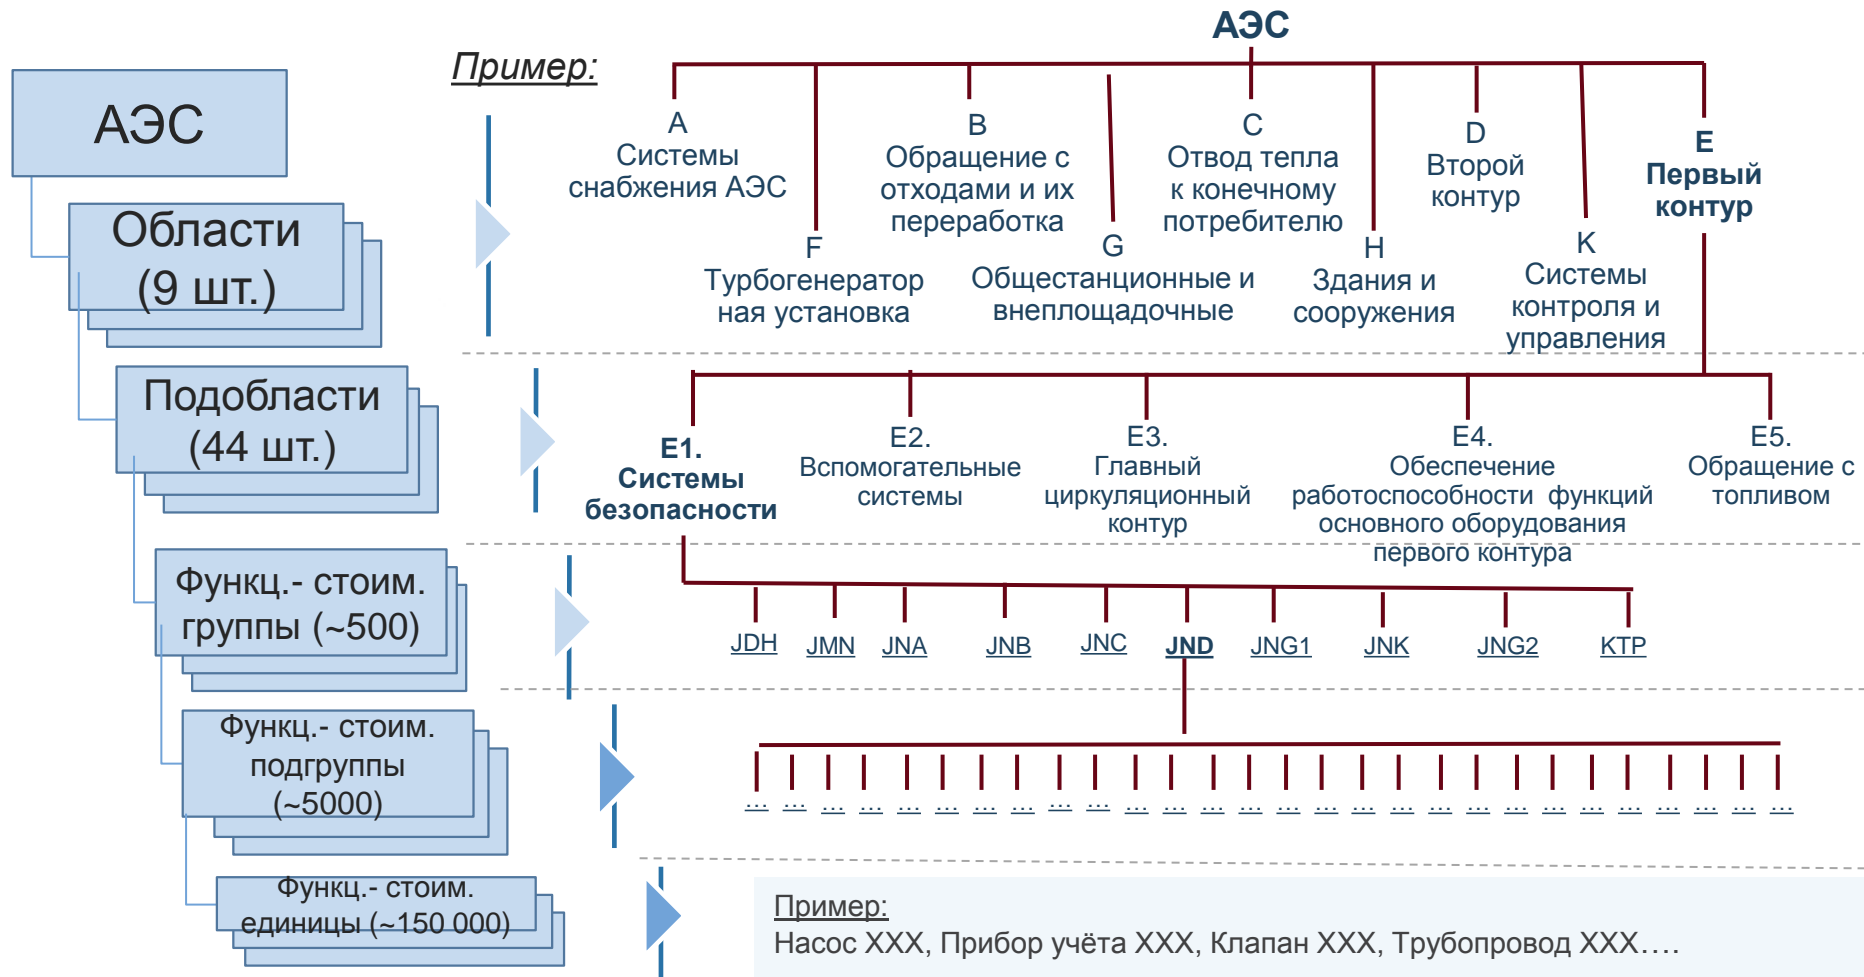 АЭС
Области
(9 шт.)
Подобласти
(44 шт.)
Функц.- стоим.
группы (~500)
Функц.- стоим.
подгруппы
(~5000)
Функц.- стоим.
единицы (~150 000)
Пример:
АЭС
A
Системы
снабжения АЭС
F
Турбогенератор
ная установка
B
Обращение с
отходами и их
переработка
G
Общестанционные и
внеплощадочные
C
Отвод тепла
к конечному
потребителю
H
Здания и
сооружения
D
Второй
контур
K
Системы
контроля и
управления
E
Первый
контур
E1.
Системы
безопасности
E2.
Вспомогательные
системы
E3.
Главный
циркуляционный
контур
E4.
Обеспечение
работоспособности функций
основного оборудования
первого контура
E5.
Обращение с
топливом
JDH JMN JNA JNB JNC JND JNG1 JNK JNG2 KTP
... ... ... ... ... ... ... ... ... ... ... ... ... ... ... ... ... ... ... ... ... ... ... ... ... ... ... ...
Пример:
Насос ХХХ, Прибор учёта ХХХ, Клапан ХХХ, Трубопровод ХХХ….